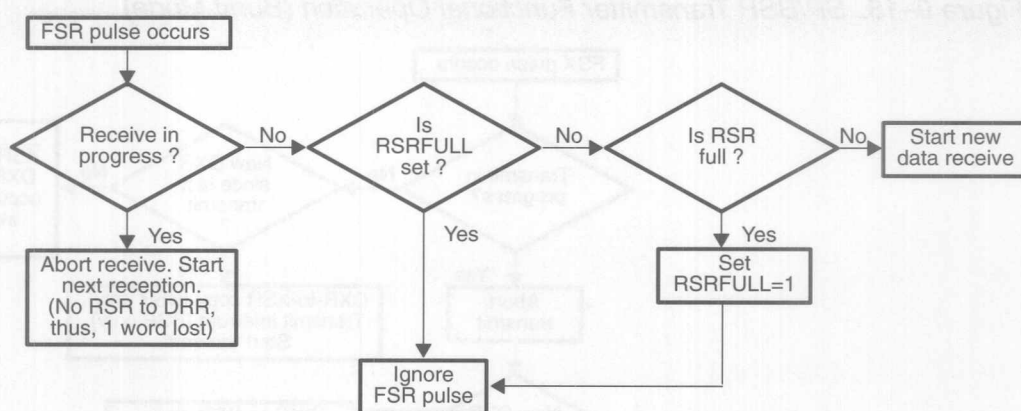 FSR pulse occurs
Receive in
progress ?
No
Is
RSRFULL
set ?
No
Is RSR
full ?
No
Start new
data receive
Yes
Abort receive. Start
next reception.
(No RSR to DRR;
thus, 1 word lost)
Yes
Ignore
FSR pulse
Yes
Set
RSRFULL=1